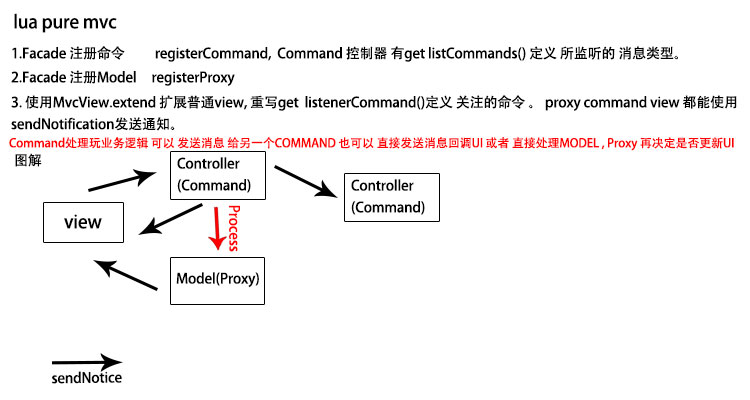 lua pure mvc
1.Facade 注册命令 registerCommand, Command 控制器 有get listCommands() 定义 所监听的 消息类型。
2.Facade 注册Model registerProxy
3. 使用MvcView.extend 扩展普通view, 重写get listenerCommand()定义 关注的命令 。 proxy command view 都能使用
sendNotification发送通知。
Command处理玩业务逻辑 可以 发送消息 给另一个COMMAND 也可以 直接发送消息回调UI 或者 直接处理MODEL , Proxy 再决定是否更新UI
图解
Controller
(Command)
Controller
(Command)
view
Process
Model(Proxy)
sendNotice